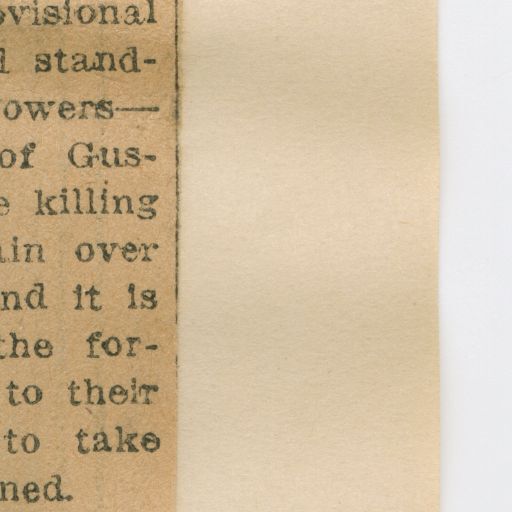 ovisional
l stand-
owers—
of Gus-
e killing
ain over
nd it is
the for-
to their
to take
ned.